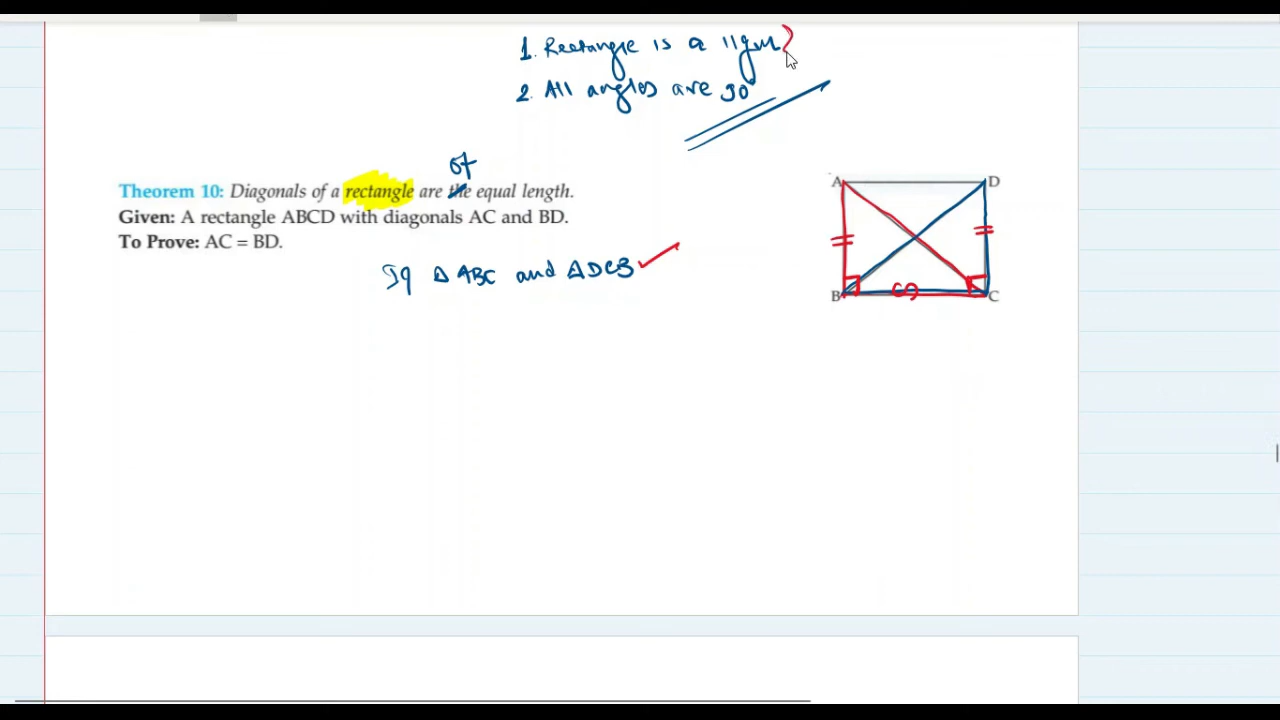 1. Rectangle is a ||gm
2. All angles are 90°
of
Theorem 10: Diagonals of a rectangle are the equal length.
Given: A rectangle ABCD with diagonals AC and BD.
To Prove: AC = BD.
In Δ ABC and ΔDCB
A D
B C